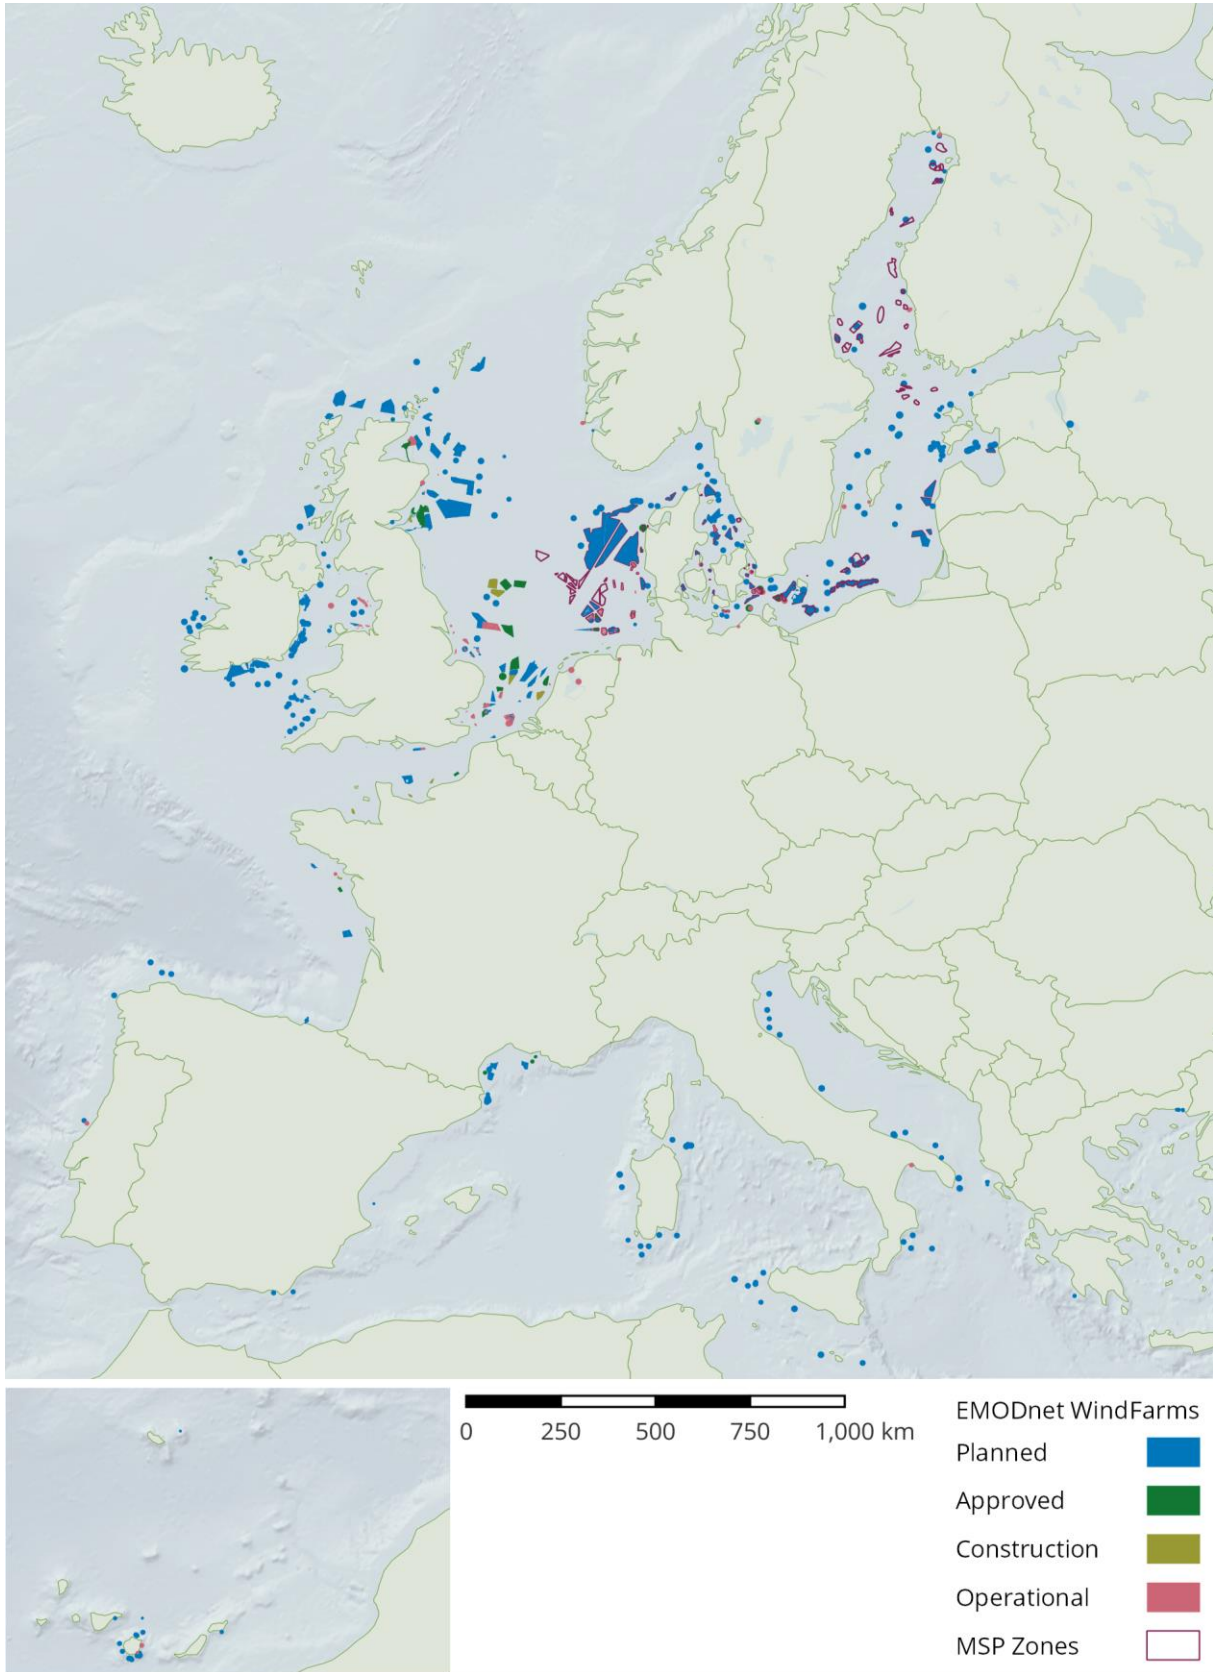 0 250 500 750 1,000 km
EMODnet WindFarms
Planned
Approved
Construction
Operational
MSP Zones